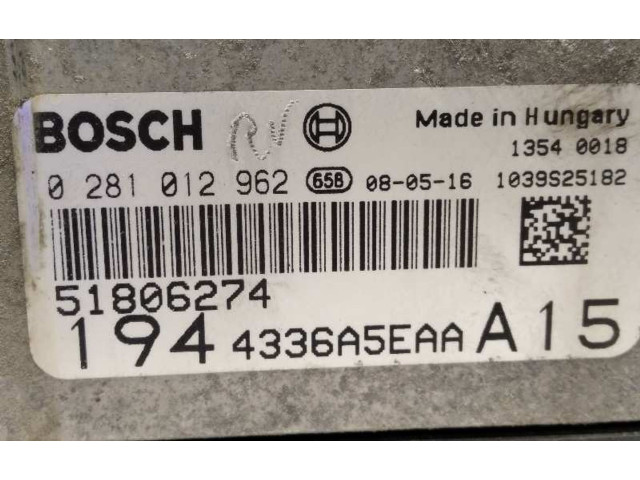 BOSCH RV Made in Hungary
1354 0018
0 281 012 962 658 08-05-16 1039S25182
51806274
194 4336A5EAA A15